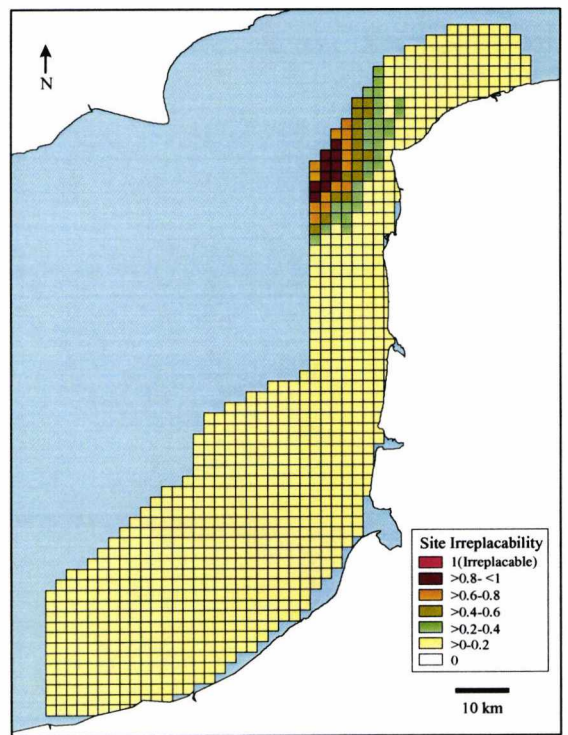 N
Site Irreplacability
1(Irreplacable)
>0.8- <1
>0.6-0.8
>0.4-0.6
>0.2-0.4
>0-0.2
0
10 km